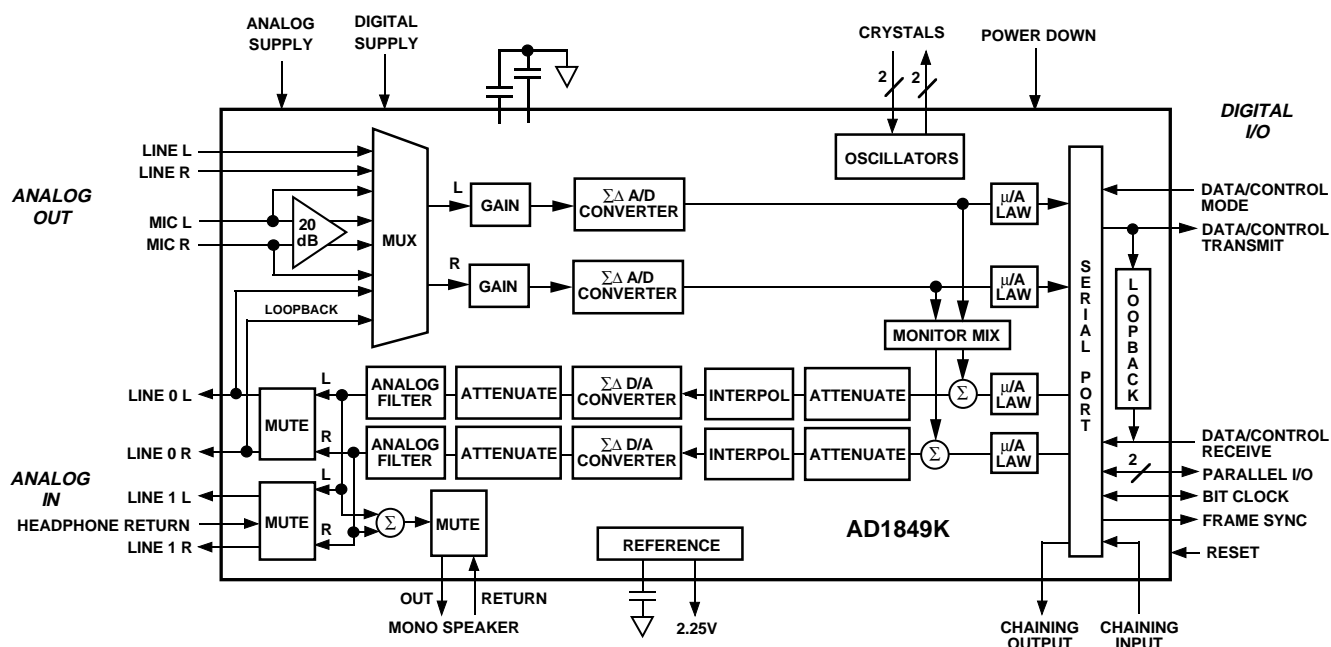 ANALOG
SUPPLY
DIGITAL
SUPPLY
CRYSTALS
POWER DOWN
2
2
DIGITAL
I/O
OSCILLATORS
LINE L
LINE R
ANALOG
OUT
MIC L
MIC R
20
dB
MUX
L
GAIN
ΣΔ A/D
CONVERTER
μ/A
LAW
DATA/CONTROL
MODE
DATA/CONTROL
TRANSMIT
R
GAIN
ΣΔ A/D
CONVERTER
μ/A
LAW
SERIAL PORT
LOOPBACK
LOOPBACK
MONITOR MIX
LINE 0 L
MUTE
L
ANALOG
FILTER
ATTENUATE
ΣΔ D/A
CONVERTER
INTERPOL
ATTENUATE
Σ
μ/A
LAW
LINE 0 R
R
ANALOG
FILTER
ATTENUATE
ΣΔ D/A
CONVERTER
INTERPOL
ATTENUATE
Σ
μ/A
LAW
DATA/CONTROL
RECEIVE
2
PARALLEL I/O
BIT CLOCK
FRAME SYNC
RESET
ANALOG
IN
LINE 1 L
HEADPHONE RETURN
LINE 1 R
MUTE
L
R
Σ
MUTE
REFERENCE
AD1849K
OUT
RETURN
MONO SPEAKER
2.25V
CHAINING
OUTPUT
CHAINING
INPUT